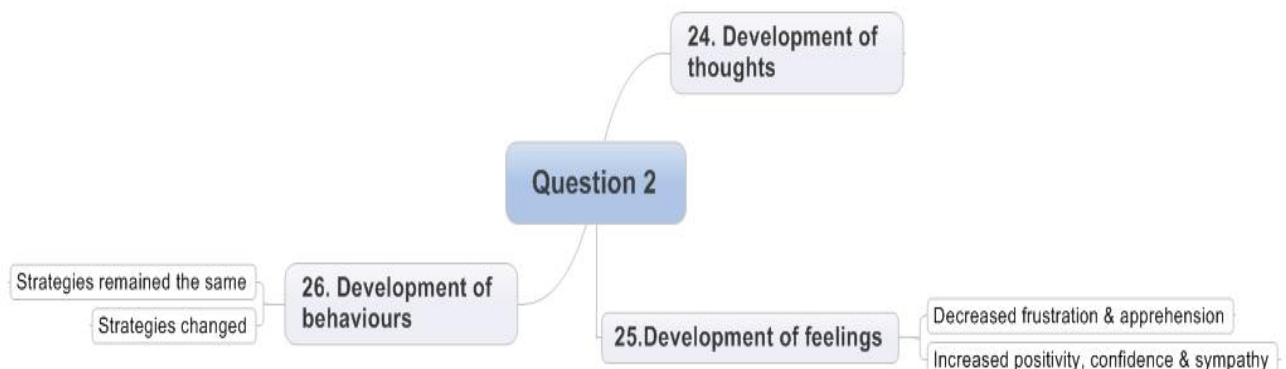 24. Development of
thoughts
Question 2
Strategies remained the same
Strategies changed
26. Development of
behaviours
25.Development of feelings
Decreased frustration & apprehension
Increased positivity, confidence & sympathy